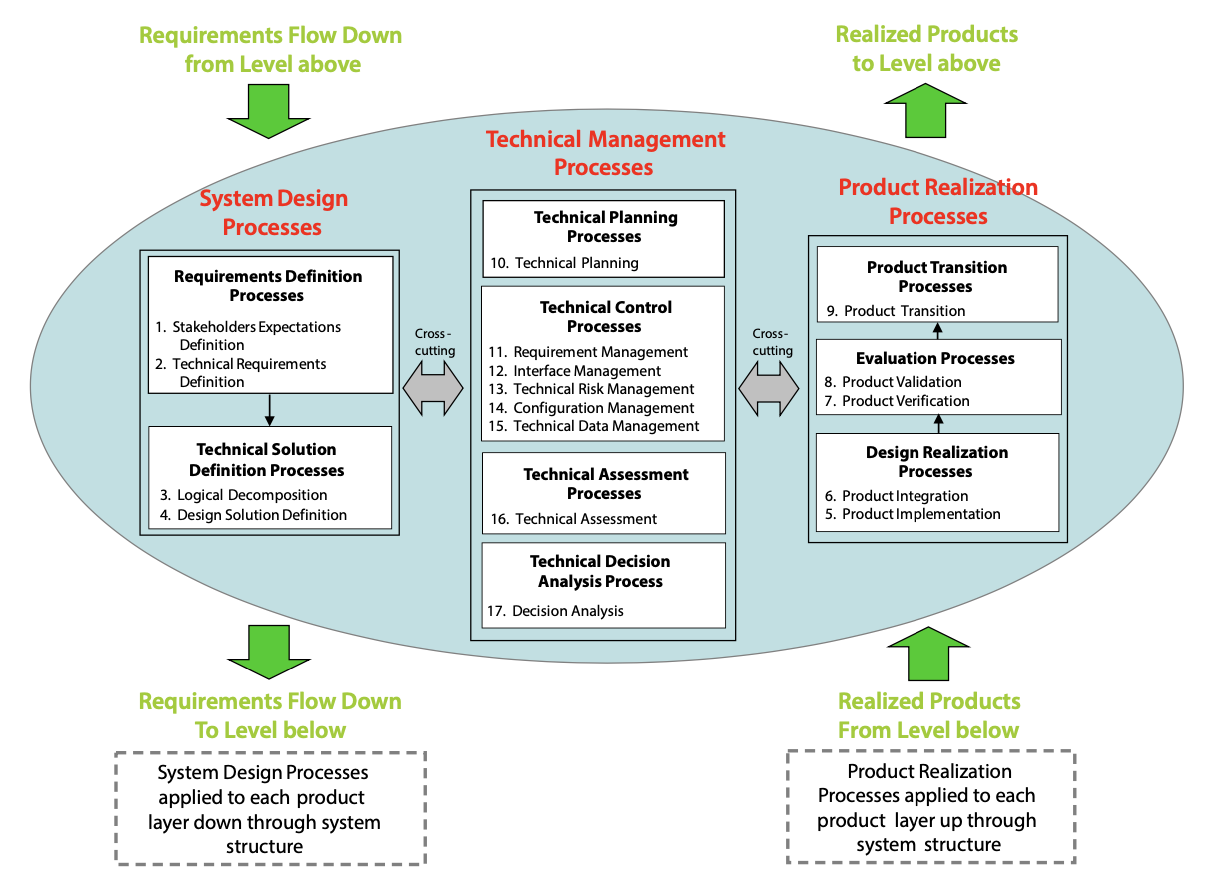 Requirements Flow Down
from Level above
Realized Products
to Level above
Technical Management
Processes
System Design
Processes
Product Realization
Processes
Requirements Definition
Processes
1. Stakeholders Expectations
Definition
2. Technical Requirements
Definition
Technical Solution
Definition Processes
3. Logical Decomposition
4. Design Solution Definition
Cross-
cutting
Technical Planning
Processes
10. Technical Planning
Technical Control
Processes
11. Requirement Management
12. Interface Management
13. Technical Risk Management
14. Configuration Management
15. Technical Data Management
Technical Assessment
Processes
16. Technical Assessment
Technical Decision
Analysis Process
17. Decision Analysis
Cross-
cutting
Product Transition
Processes
9. Product Transition
Evaluation Processes
8. Product Validation
7. Product Verification
Design Realization
Processes
6. Product Integration
5. Product Implementation
Requirements Flow Down
To Level below
System Design Processes
applied to each product
layer down through system
structure
Realized Products
From Level below
Product Realization
Processes applied to each
product layer up through
system structure